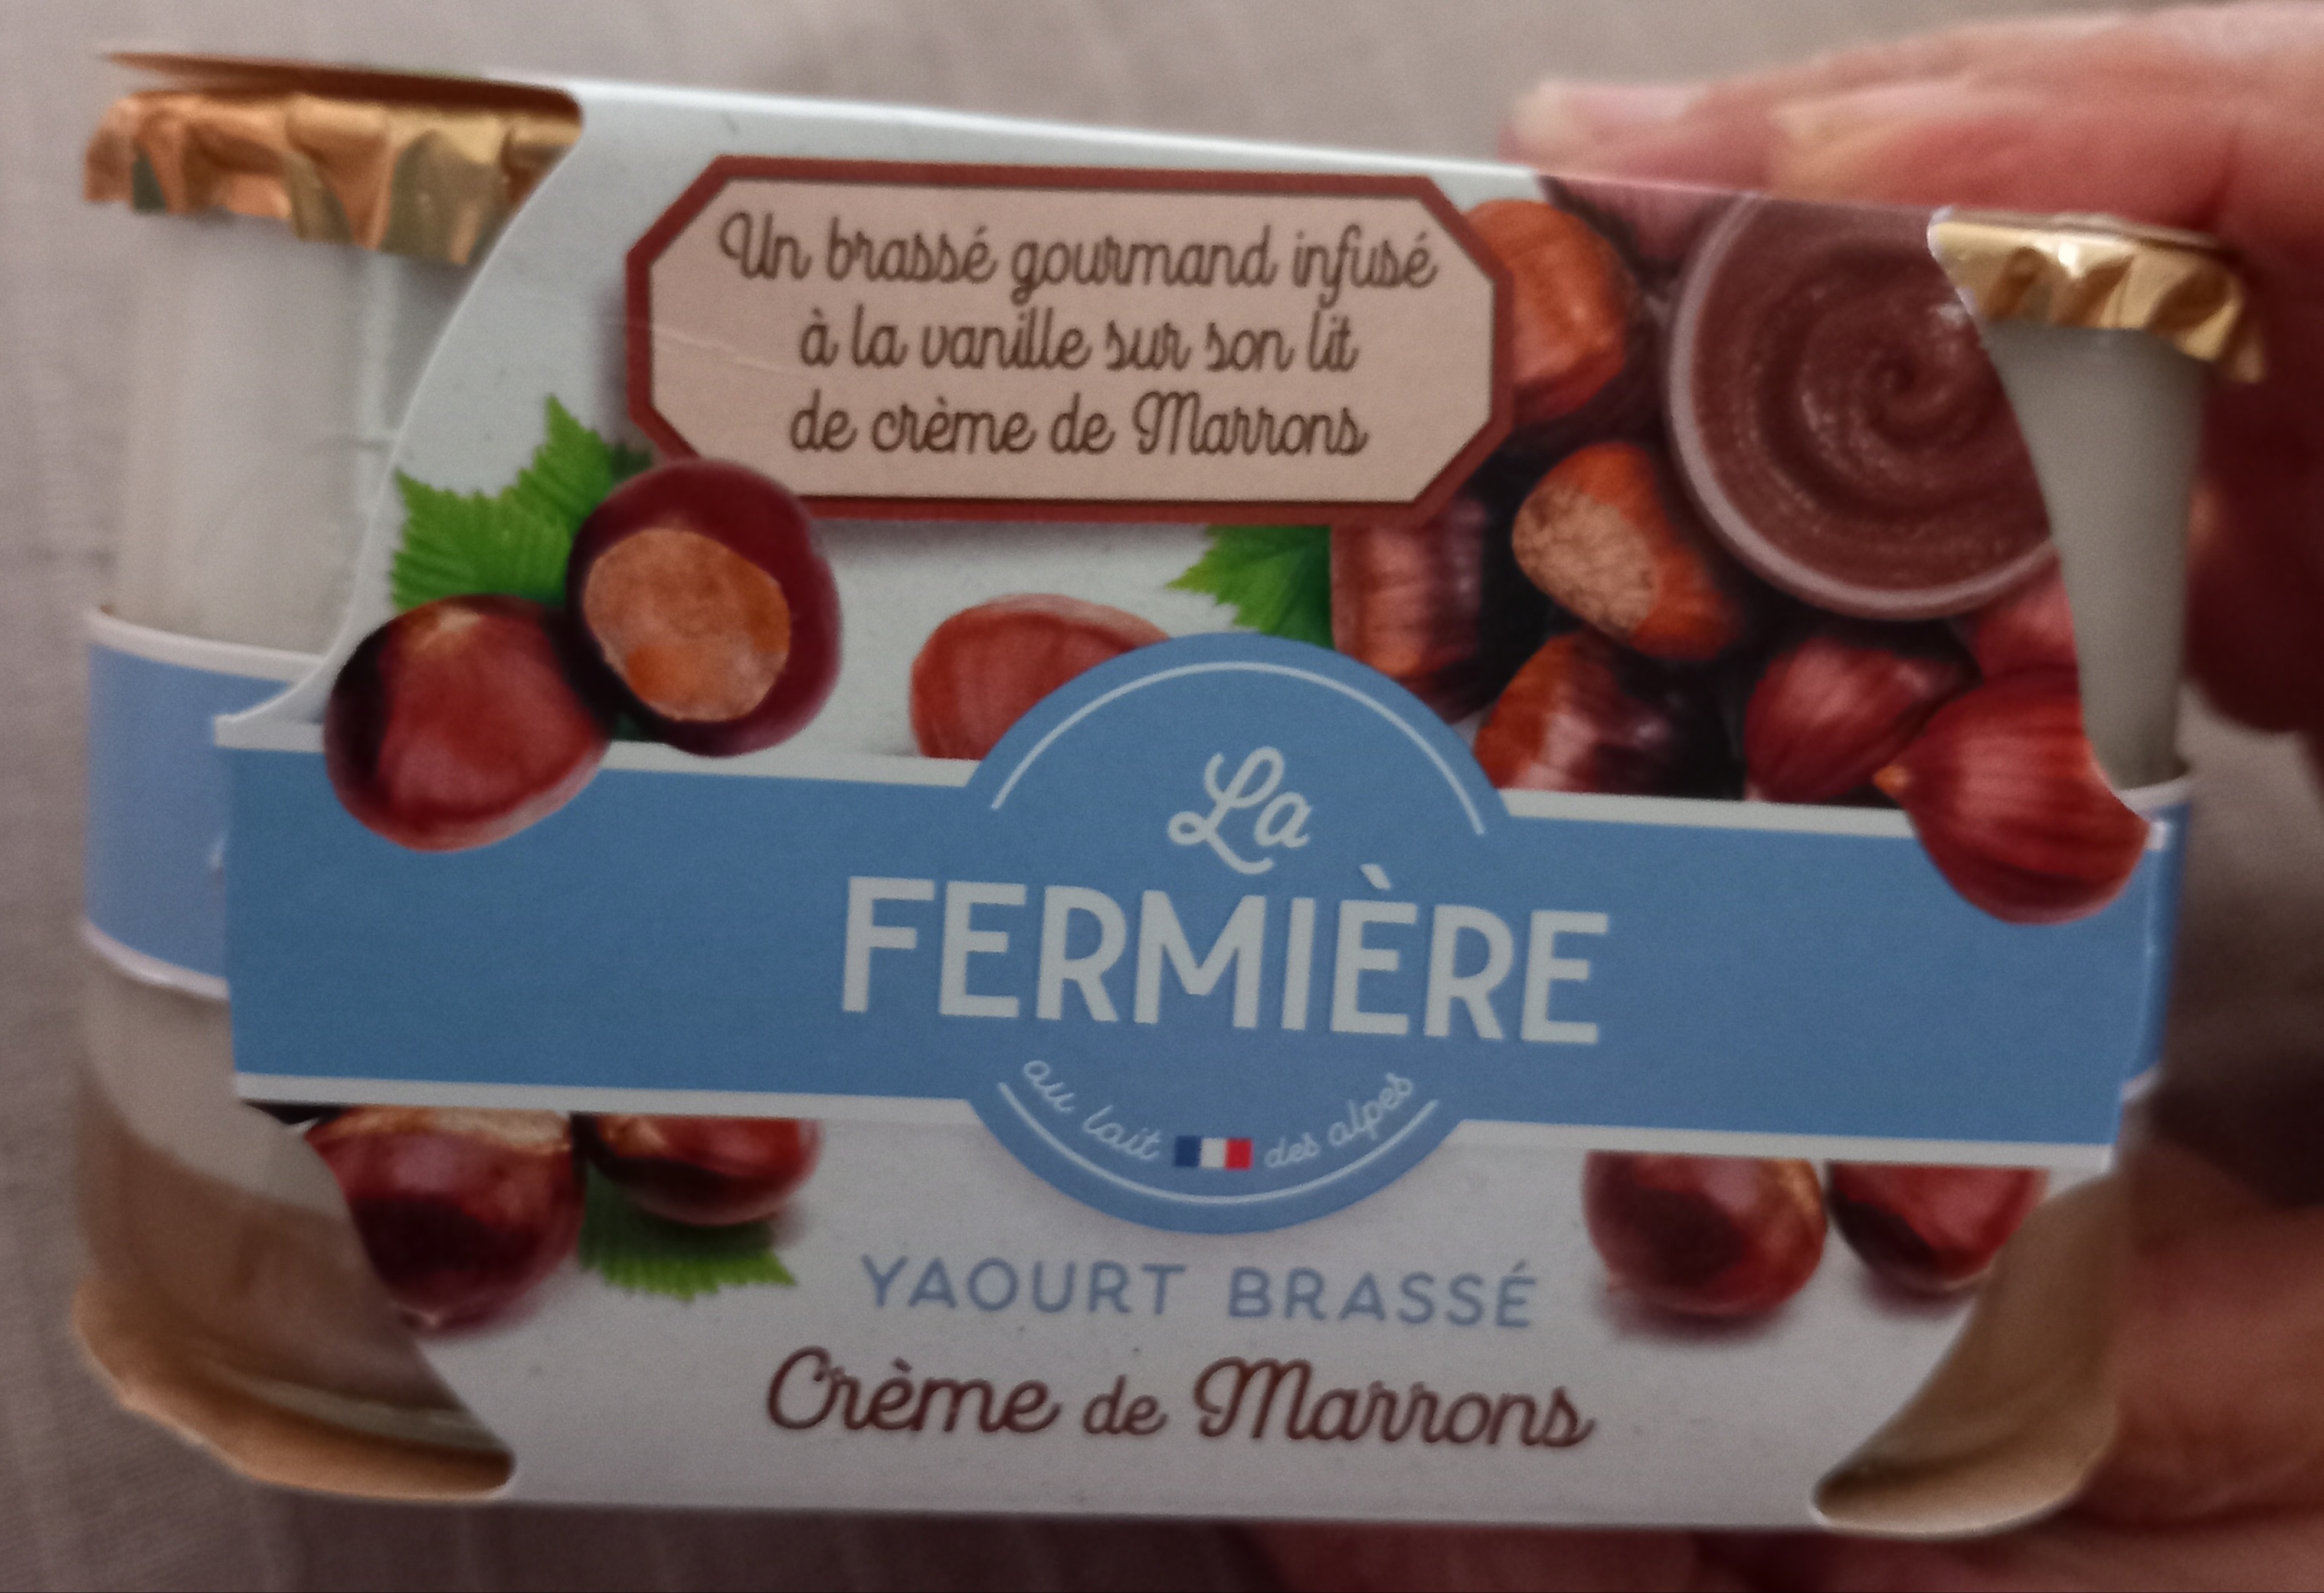 Un brassé gourmand infusé
à la vanille sur son lit
de crème de Marrons
La
FERMIÈRE
au lait des alpes
YAOURT BRASSÉ
Crème de Marrons